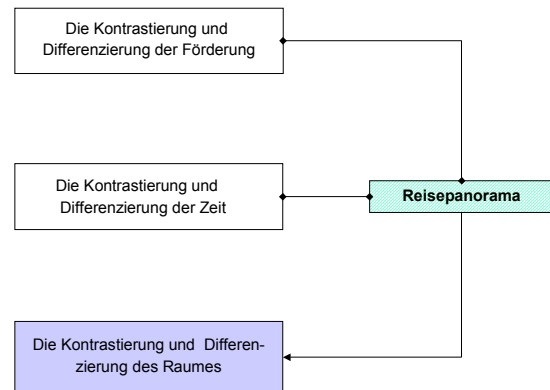 Die Kontrastierung und
Differenzierung der Förderung
Die Kontrastierung und
Differenzierung der Zeit
Reisepanorama
Die Kontrastierung und Differen-
zierung des Raumes